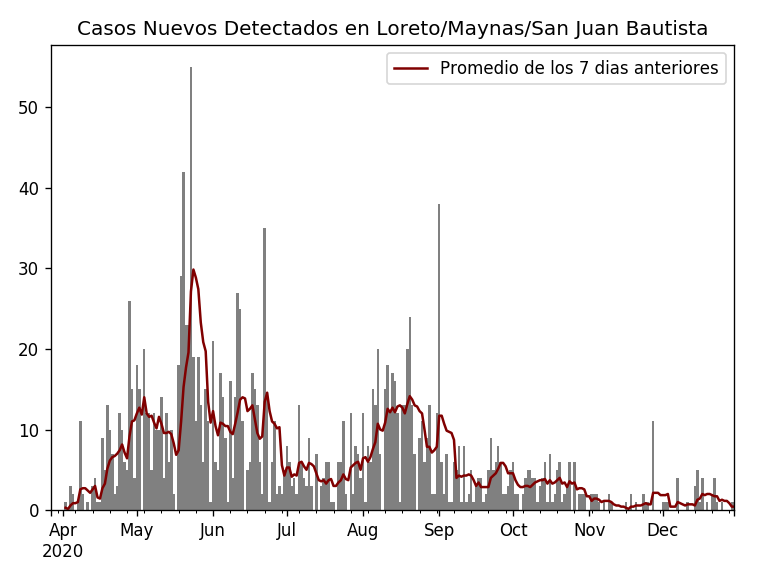 Casos Nuevos Detectados en Loreto/Maynas/San Juan Bautista
Promedio de los 7 dias anteriores
50
40
30
20
10
0
Apr May Jun Jul Aug Sep Oct Nov Dec
2020